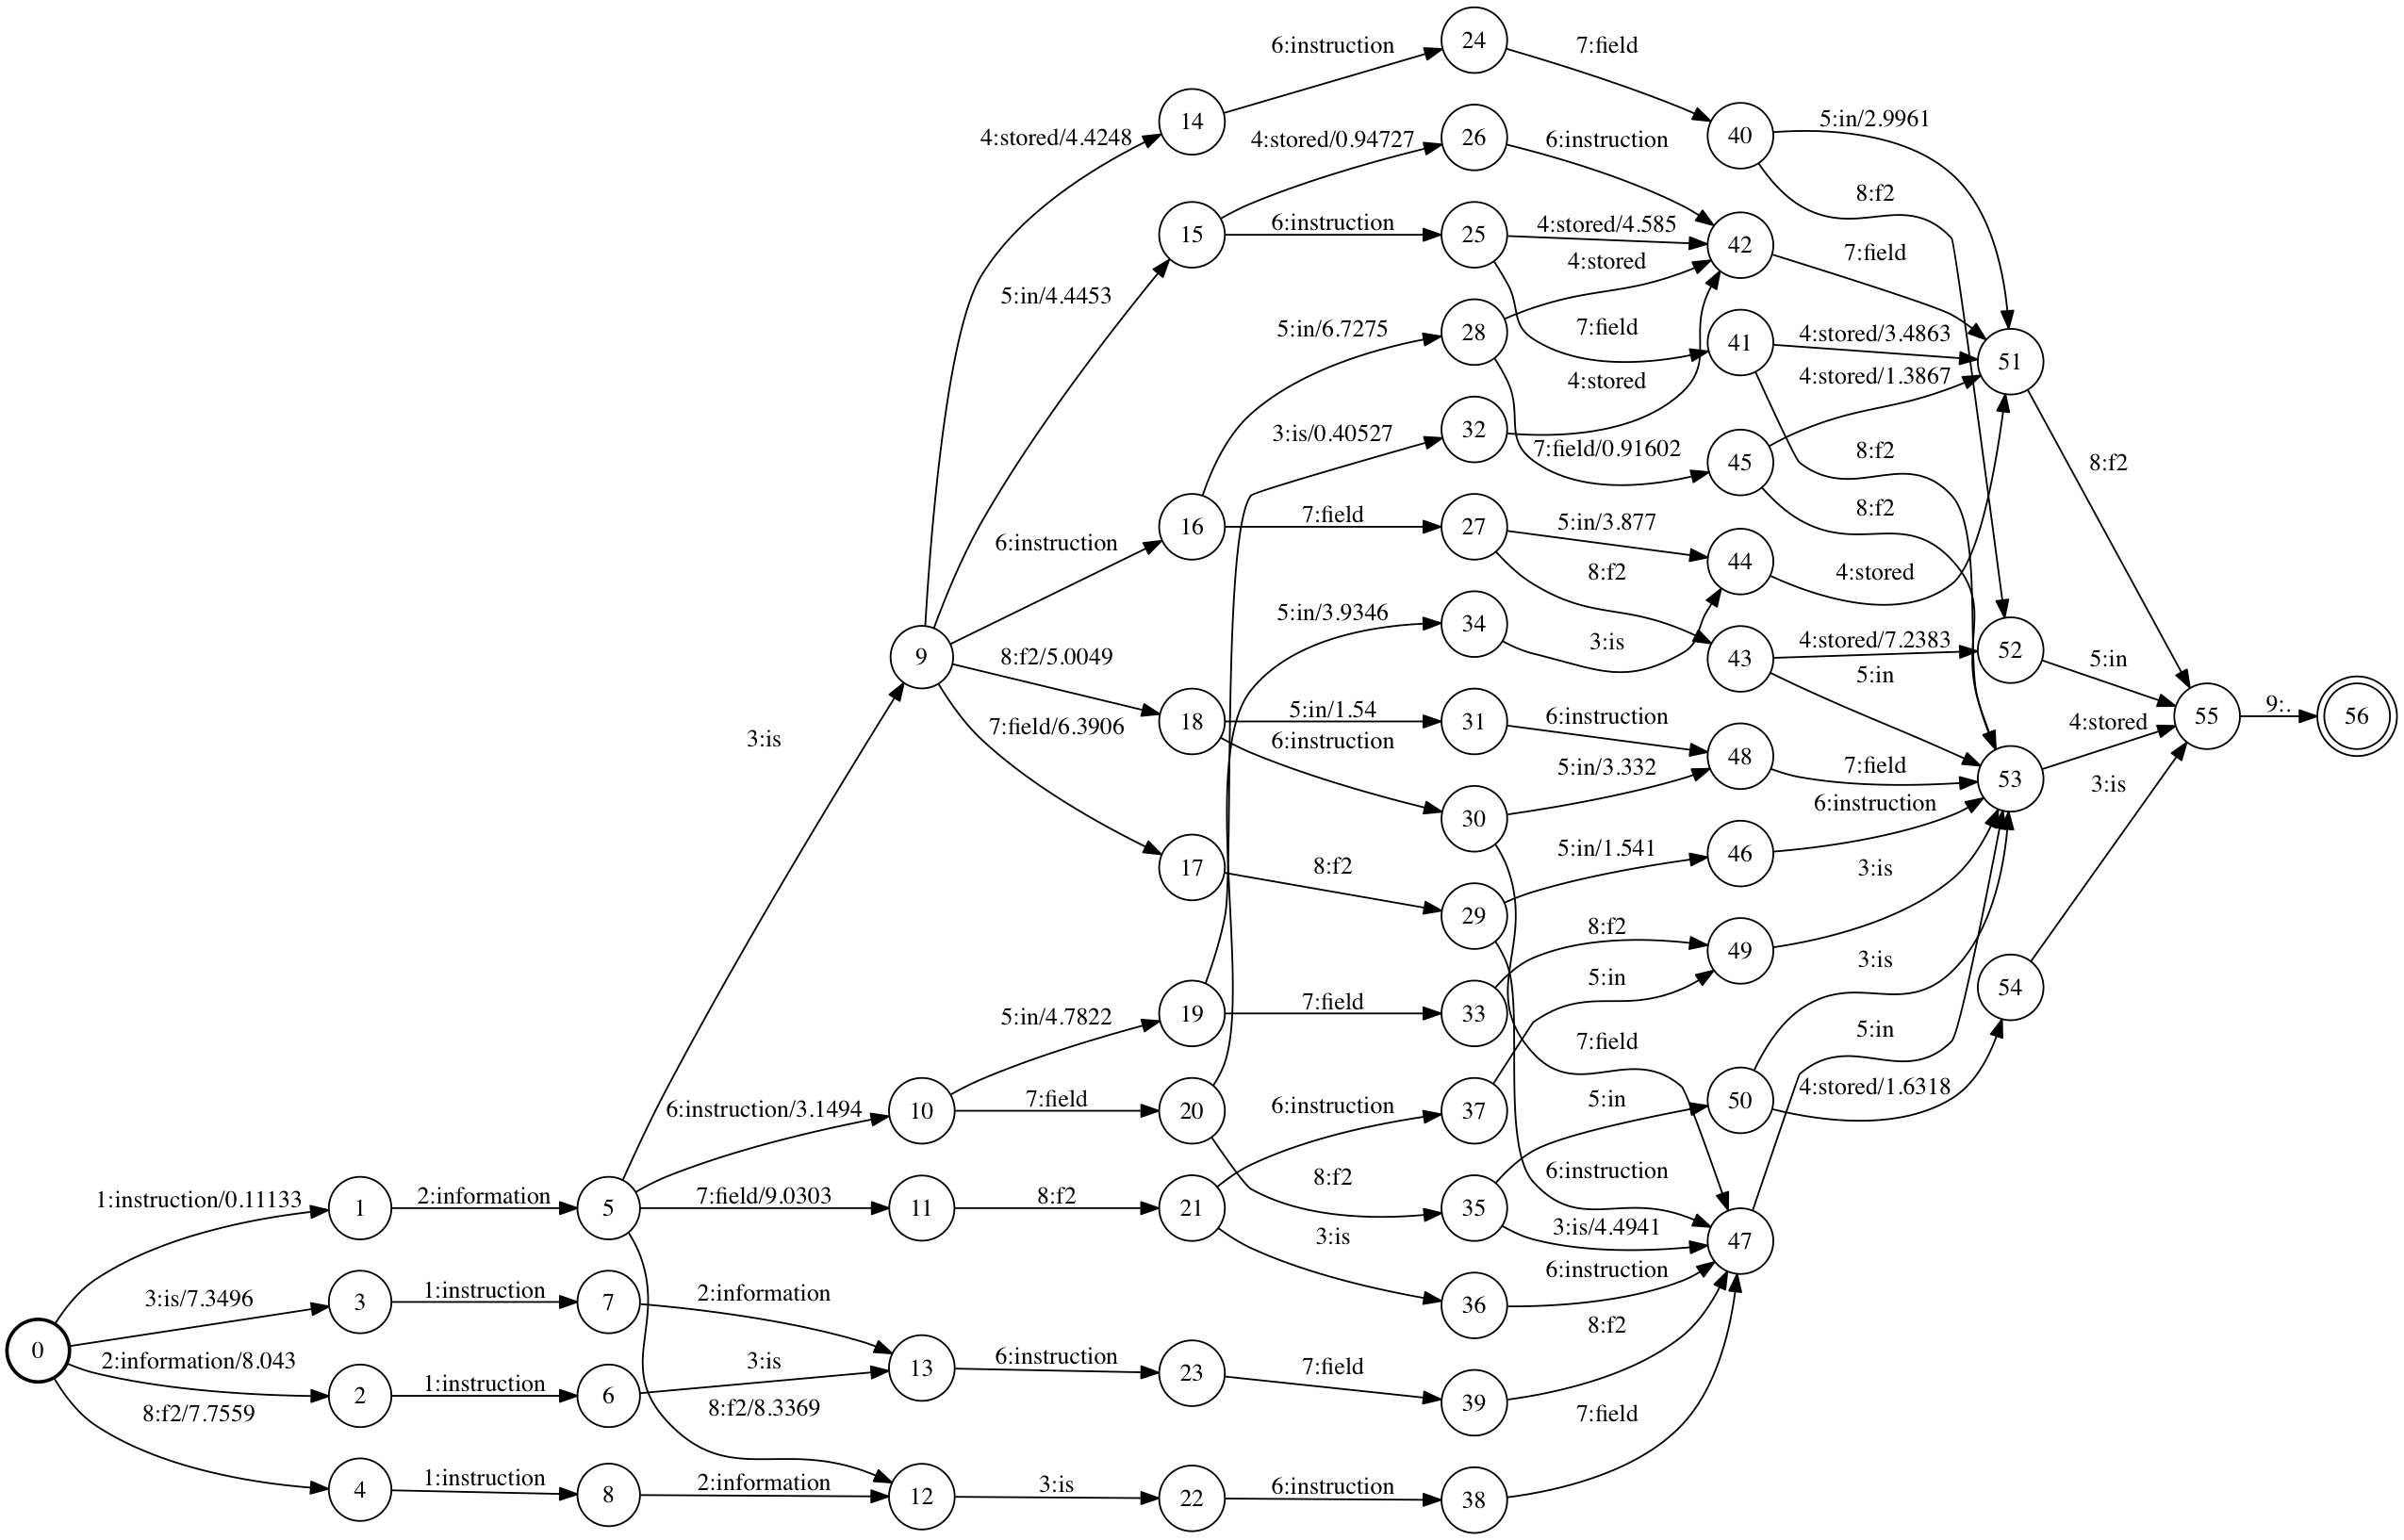 24
6:instruction
7:field
14
40
5:in/2.9961
4:stored/4.4248
4:stored/0.94727
26
6:instruction
8:f2
15
6:instruction
25
4:stored/4.585
42
7:field
4:stored
5:in/4.4453
5:in/6.7275
28
7:field
41
4:stored/3.4863
51
4:stored
4:stored/1.3867
3:is/0.40527
32
7:field/0.91602
45
8:f2
8:f2
8:f2
16
7:field
27
5:in/3.877
44
4:stored
6:instruction
8:f2
5:in/3.9346
34
3:is
43
4:stored/7.2383
52
5:in
9
8:f2/5.0049
5:in
18
5:in/1.54
31
6:instruction
48
55
9:.
56
3:is
7:field/6.3906
6:instruction
5:in/3.332
7:field
53
4:stored
3:is
30
6:instruction
17
8:f2
29
5:in/1.541
46
3:is
8:f2
49
3:is
5:in
54
5:in/4.7822
19
7:field
33
7:field
5:in
6:instruction/3.1494
10
7:field
20
6:instruction
37
5:in
50
4:stored/1.6318
1:instruction/0.11133
1
2:information
5
7:field/9.0303
11
8:f2
21
8:f2
35
6:instruction
3:is/4.4941
47
3:is
3:is/7.3496
3
1:instruction
7
2:information
36
6:instruction
8:f2
0
2:information/8.043
2
1:instruction
6
3:is
13
6:instruction
23
7:field
39
8:f2/7.7559
8:f2/8.3369
7:field
4
1:instruction
8
2:information
12
3:is
22
6:instruction
38